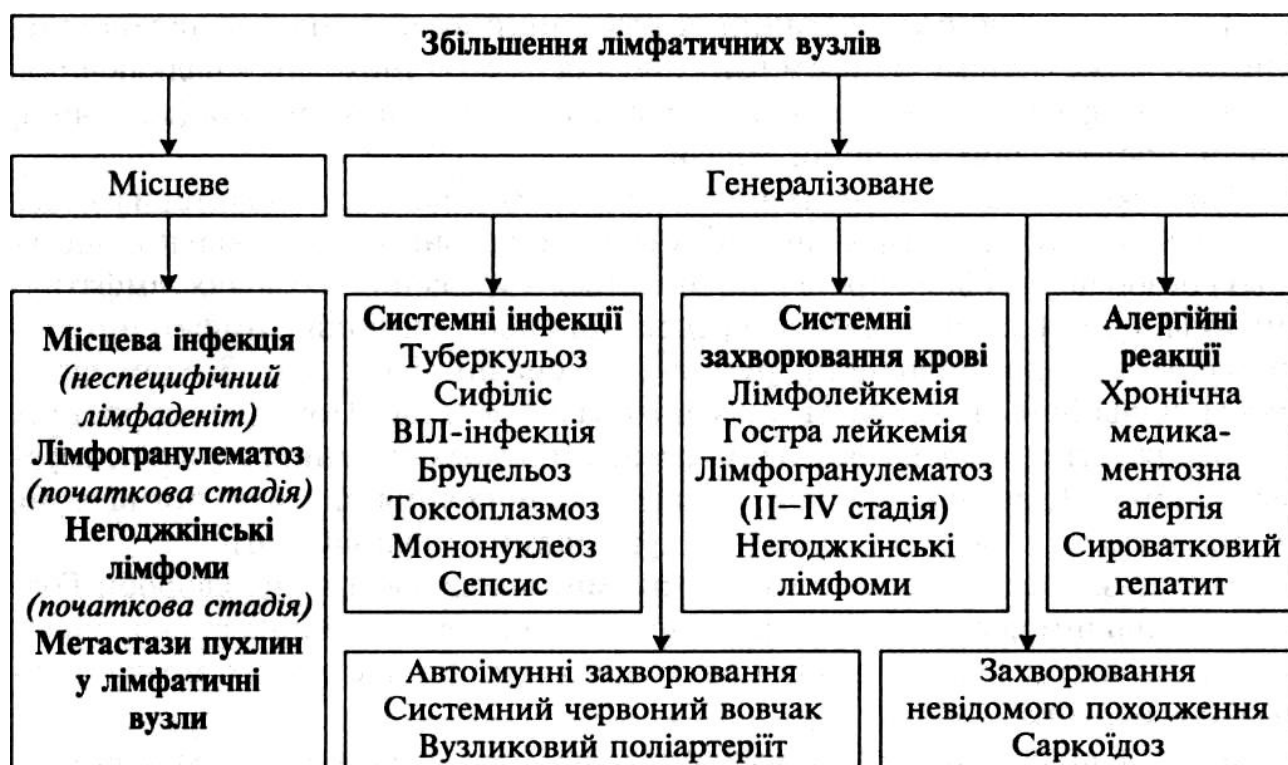 Збільшення лімфатичних вузлів
Місцеве
Генералізоване
Місцева інфекція
(неспецифічний
лімфаденіт)
Лімфогранулематоз
(початкова стадія)
Негоджкінські
лімфоми
(початкова стадія)
Метастази пухлин
у лімфатичні
вузли
Системні інфекції
Туберкульоз
Сифіліс
ВІЛ-інфекція
Бруцельоз
Токсоплазмоз
Мононуклеоз
Сепсис
Системні
захворювання крові
Лімфолейкемія
Гостра лейкемія
Лімфогранулематоз
(II—IV стадія)
Негоджкінські
лімфоми
Алергійні
реакції
Хронічна
медика-
ментозна
алергія
Сироватковий
гепатит
Автоімунні захворювання
Системний червоний вовчак
Вузликовий поліартеріїт
Захворювання
невідомого походження
Саркоїдоз